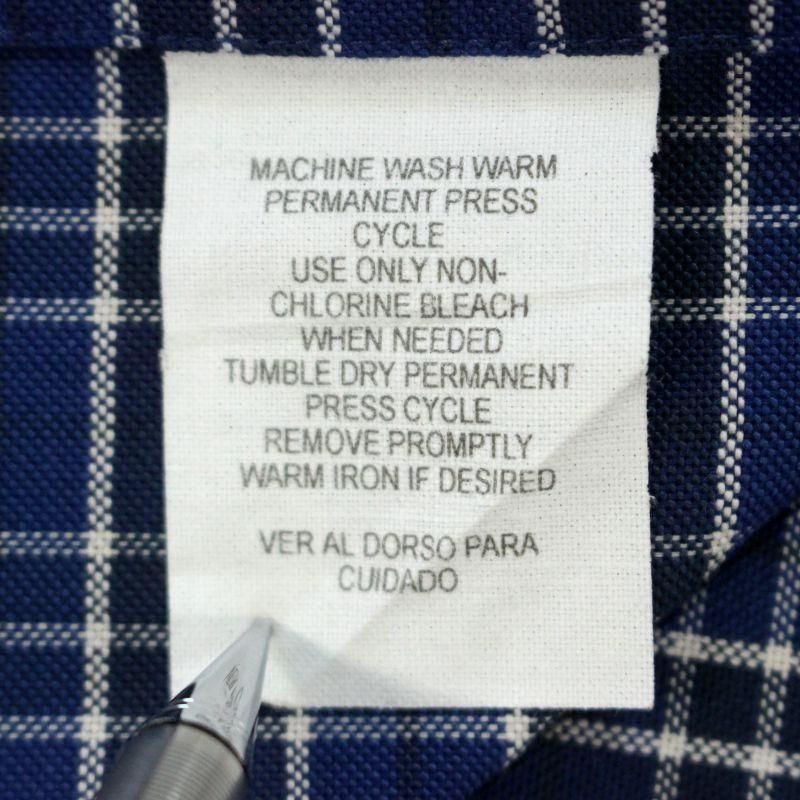 MACHINE WASH WARM
PERMANENT PRESS
CYCLE
USE ONLY NON-
CHLORINE BLEACH
WHEN NEEDED
TUMBLE DRY PERMANENT
PRESS CYCLE
REMOVE PROMPTLY
WARM IRON IF DESIRED
VER AL DORSO PARA
CUIDADO